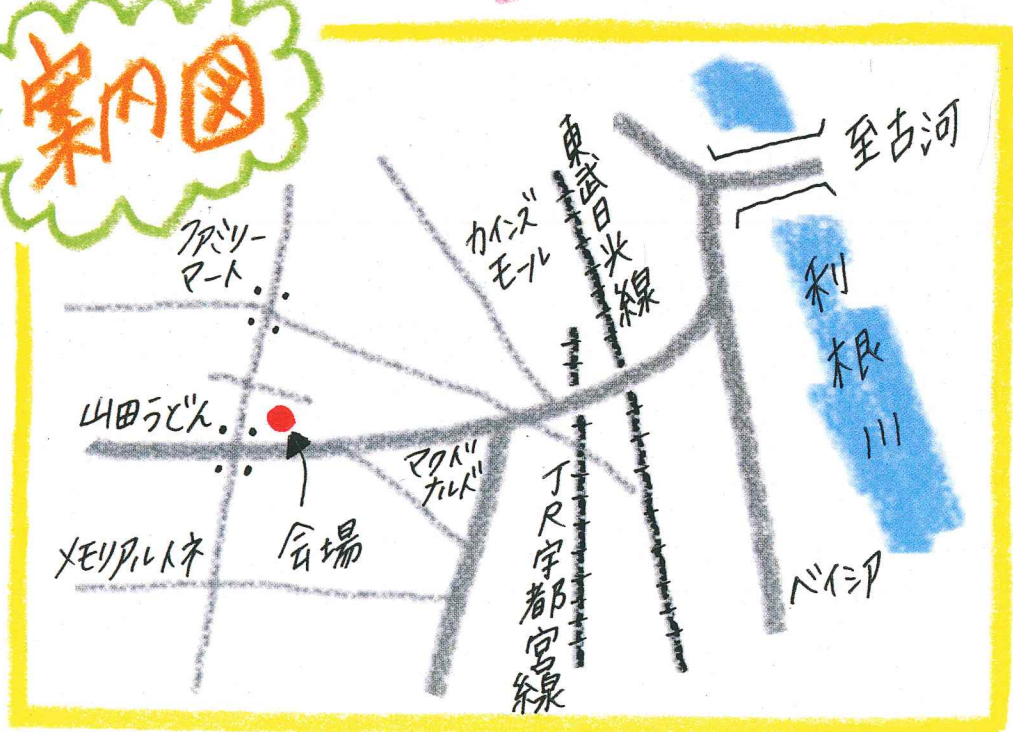 案内図
至古河
東武日光線
カインズ
モール
ファミリー
マート
利根川
山田うどん
マクド
ナルド
JR宇都宮線
会場
メモリアルトネ
ベイシア